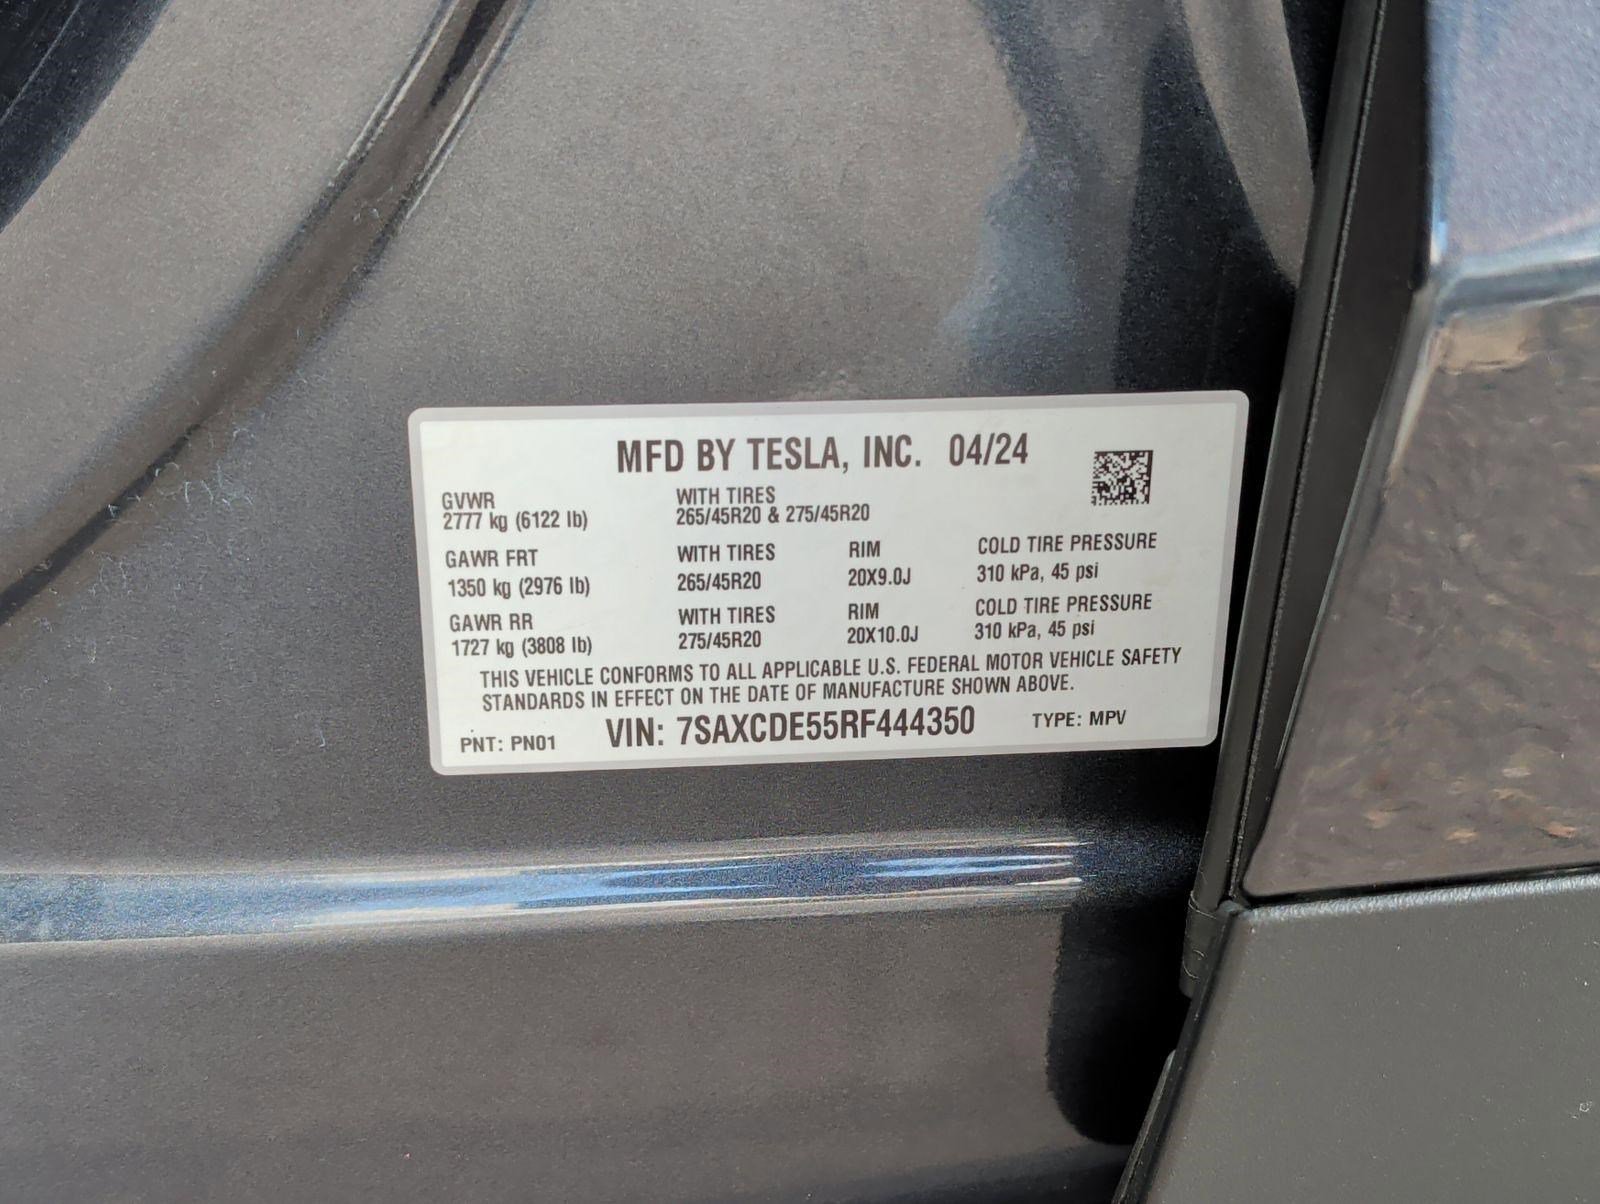 MFD BY TESLA, INC. 04/24
GVWR WITH TIRES
2777 kg (6122 lb) 265/45R20 & 275/45R20
GAWR FRT WITH TIRES RIM COLD TIRE PRESSURE
1350 kg (2976 lb) 265/45R20 20X9.0J 310 kPa, 45 psi
GAWR RR WITH TIRES RIM COLD TIRE PRESSURE
1727 kg (3808 lb) 275/45R20 20X10.0J 310 kPa, 45 psi
THIS VEHICLE CONFORMS TO ALL APPLICABLE U.S. FEDERAL MOTOR VEHICLE SAFETY
STANDARDS IN EFFECT ON THE DATE OF MANUFACTURE SHOWN ABOVE.
PNT: PN01 VIN: 7SAXCDE55RF444350 TYPE: MPV